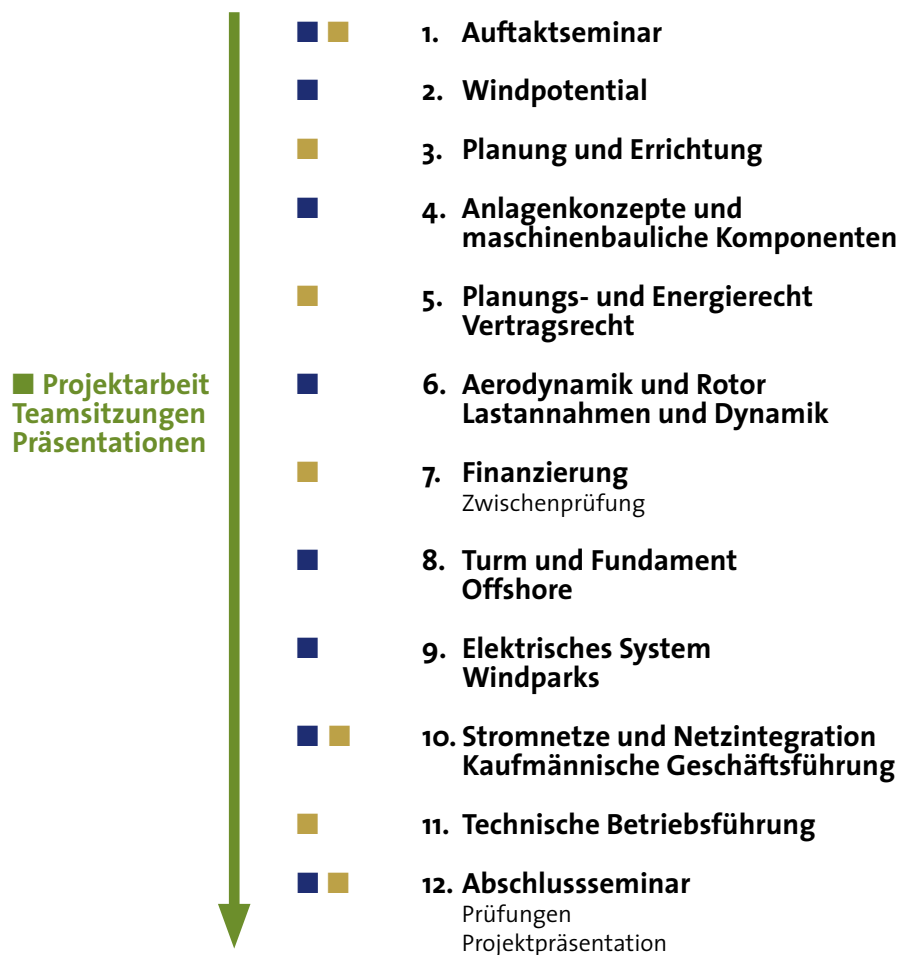 1. Auftaktseminar
2. Windpotential
3. Planung und Errichtung
4. Anlagenkonzepte und
maschinenbauliche Komponenten
5. Planungs- und Energierecht
Vertragsrecht
Projektarbeit
Teamsitzungen
Präsentationen
6. Aerodynamik und Rotor
Lastannahmen und Dynamik
7. Finanzierung
Zwischenprüfung
8. Turm und Fundament
Offshore
9. Elektrisches System
Windparks
10. Stromnetze und Netzintegration
Kaufmännische Geschäftsführung
11. Technische Betriebsführung
12. Abschlussseminar
Prüfungen
Projektpräsentation